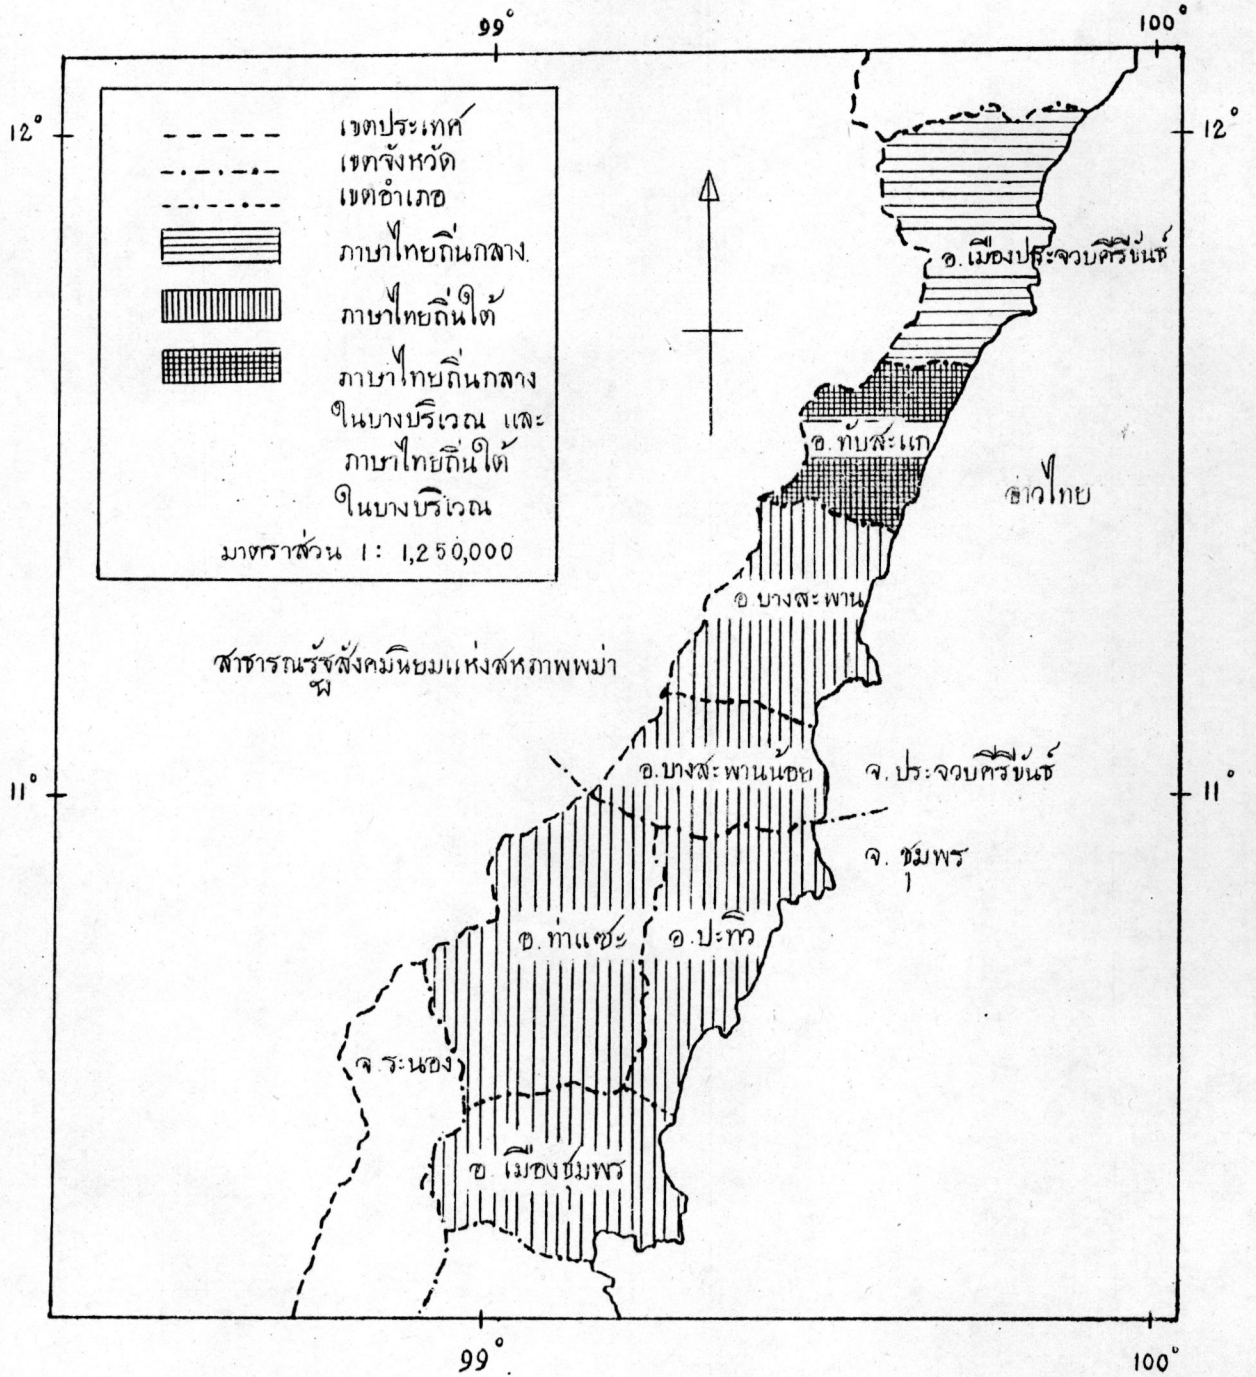 99°
100°
12°
12°
เขตประเทศ
เขตจังหวัด
เขตอำเภอ
ภาษาไทยถิ่นกลาง.
ภาษาไทยถิ่นใต้
ภาษาไทยถิ่นกลาง
ในบางบริเวณ และ
ภาษาไทยถิ่นใต้
ในบางบริเวณ
มาตราส่วน 1: 1,250,000
อ.เมืองประจวบคีรีขันธ์
อ.ทับสะแก
อ่าวไทย
อ.บางสะพาน
สาธารณรัฐสังคมนิยมแห่งสหภาพพม่า
อ.บางสะพานน้อย
จ.ประจวบคีรีขันธ์
11°
11°
จ. ชุมพร
อ. ท่าแซะ
อ.ปะทิว
จ.ระนอง
อ. เมืองชุมพร
99°
100°